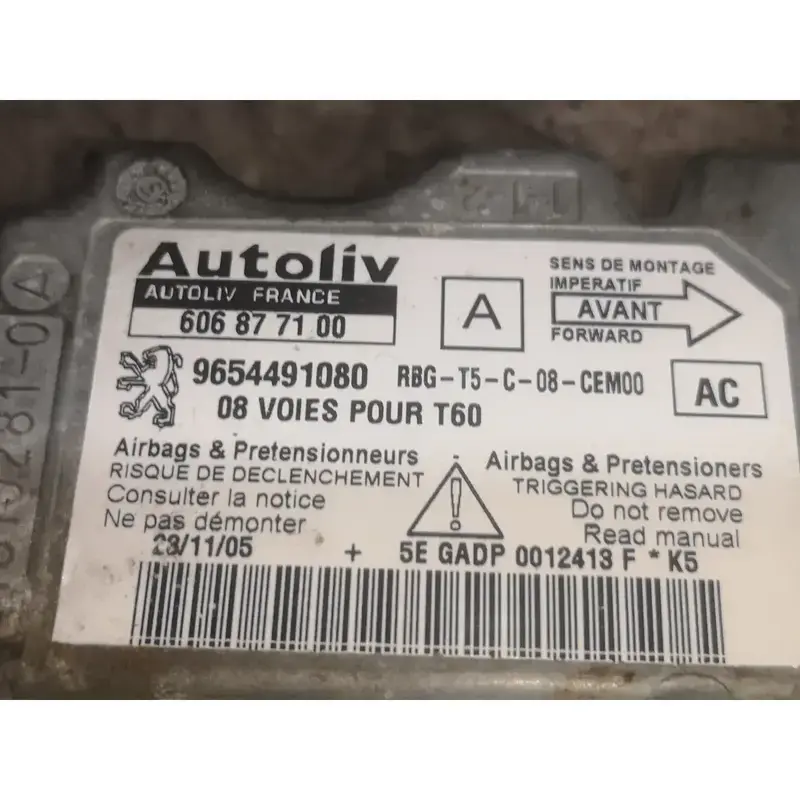 Autoliv
AUTOLIV FRANCE
606 87 71 00
A
SENS DE MONTAGE
IMPERATIF
AVANT
FORWARD
9654491080 RBG-T5-C-08-CEM00
AC
08 VOIES POUR T60
Airbags & Pretensionneurs
RISQUE DE DECLENCHEMENT
Consulter la notice
Ne pas démonter
Airbags & Pretensioners
TRIGGERING HASARD
Do not remove
Read manual
!
23/11/05 + 5E GADP 0012413 F * K5
A